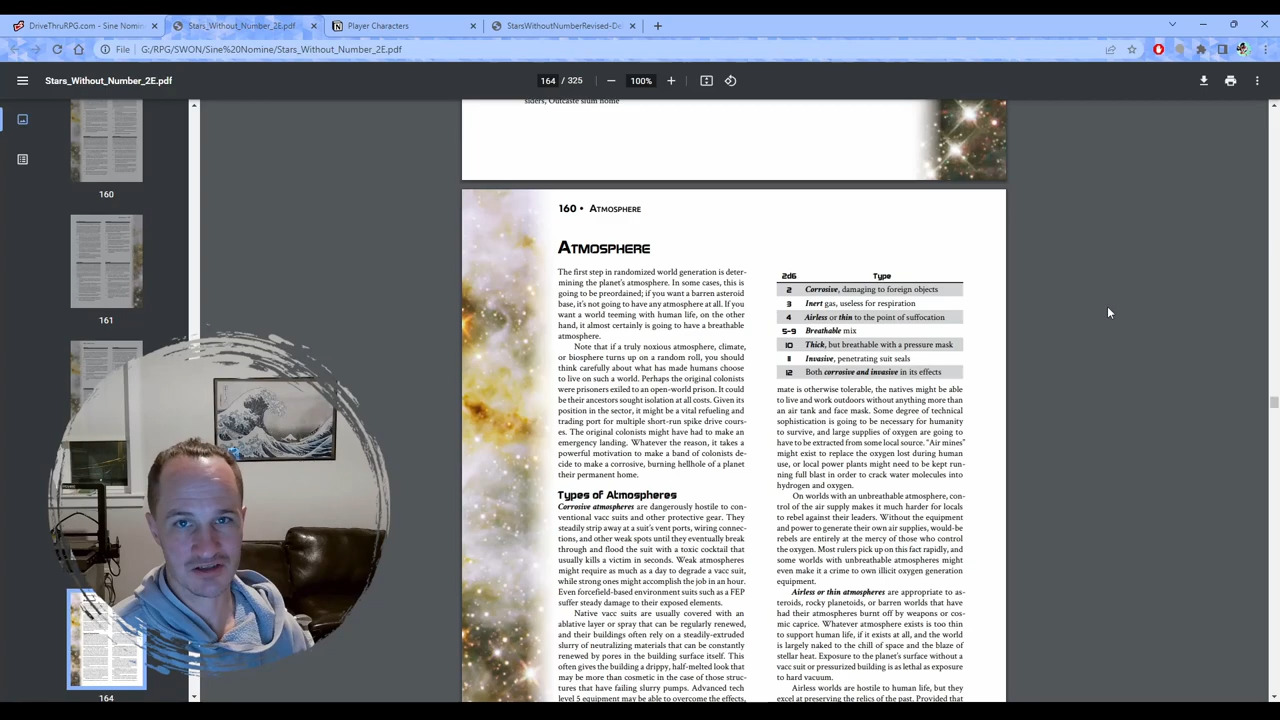 DriveThruRPG.com - Sine Nomin
Stars_Without_Number_2E.pdf
Player Characters
StarsWithoutNumberRevised-De
File
G:/RPG/SWON/Sine%20Nomine/Stars_Without_Number_2E.pdf
Stars_Without_Number_2E.pdf
164 / 325
100%
160
161
164
siders, Outcaste slum home
160 • Atmosphere
Atmosphere
The first step in randomized world generation is deter-
mining the planet's atmosphere. In some cases, this is
going to be preordained; if you want a barren asteroid
base, it's not going to have any atmosphere at all. If you
want a world teeming with human life, on the other
hand, it almost certainly is going to have a breathable
atmosphere.
Note that if a truly noxious atmosphere, climate,
or biosphere turns up on a random roll, you should
think carefully about what has made humans choose
to live on such a world. Perhaps the original colonists
were prisoners exiled to an open-world prison. It could
be their ancestors sought isolation at all costs. Given its
position in the sector, it might be a vital refueling and
trading port for multiple short-run spike drive cours-
es. The original colonists might have had to make an
emergency landing. Whatever the reason, it takes a
powerful motivation to make a band of colonists de-
cide to make a corrosive, burning hellhole of a planet
their permanent home.
Types of Atmospheres
Corrosive atmospheres are dangerously hostile to con-
ventional vacc suits and other protective gear. They
steadily strip away at a suit's vent ports, wiring connec-
tions, and other weak spots until they eventually break
through and flood the suit with a toxic cocktail that
usually kills a victim in seconds. Weak atmospheres
might require as much as a day to degrade a vacc suit,
while strong ones might accomplish the job in an hour.
Even forcefield-based environment suits such as a FEP
suffer steady damage to their exposed elements.
Native vacc suits are usually covered with an
ablative layer or spray that can be regularly renewed,
and their buildings often rely on a steadily-extruded
slurry of neutralizing materials that can be constantly
renewed by pores in the building surface itself. This
often gives the building a drippy, half-melted look that
may be more than cosmetic in the case of those struc-
tures that have failing slurry pumps. Advanced tech
level 5 equipment may be able to overcome the effects,
2d6 Type
2 Corrosive, damaging to foreign objects
3 Inert gas, useless for respiration
4 Airless or thin to the point of suffocation
5-9 Breathable mix
10 Thick, but breathable with a pressure mask
11 Invasive, penetrating suit seals
12 Both corrosive and invasive in its effects
mate is otherwise tolerable, the natives might be able
to live and work outdoors without anything more than
an air tank and face mask. Some degree of technical
sophistication is going to be necessary for humanity
to survive, and large supplies of oxygen are going to
have to be extracted from some local source. "Air mines"
might exist to replace the oxygen lost during human
use, or local power plants might need to be kept run-
ning full blast in order to crack water molecules into
hydrogen and oxygen.
On worlds with an unbreathable atmosphere, con-
trol of the air supply makes it much harder for locals
to rebel against their leaders. Without the equipment
and power to generate their own air supplies, would-be
rebels are entirely at the mercy of those who control
the oxygen. Most rulers pick up on this fact rapidly, and
some worlds with unbreathable atmospheres might
even make it a crime to own illicit oxygen generation
equipment.
Airless or thin atmospheres are appropriate to as-
teroids, rocky planetoids, or barren worlds that have
had their atmospheres burnt off by weapons or cos-
mic caprice. Whatever atmosphere exists is too thin
to support human life, if it exists at all, and the world
is largely naked to the chill of space and the blaze of
stellar heat. Exposure to the planet's surface without a
vacc suit or pressurized building is as lethal as exposure
to hard vacuum.
Airless worlds are hostile to human life, but they
excel at preserving the relics of the past. Provided that